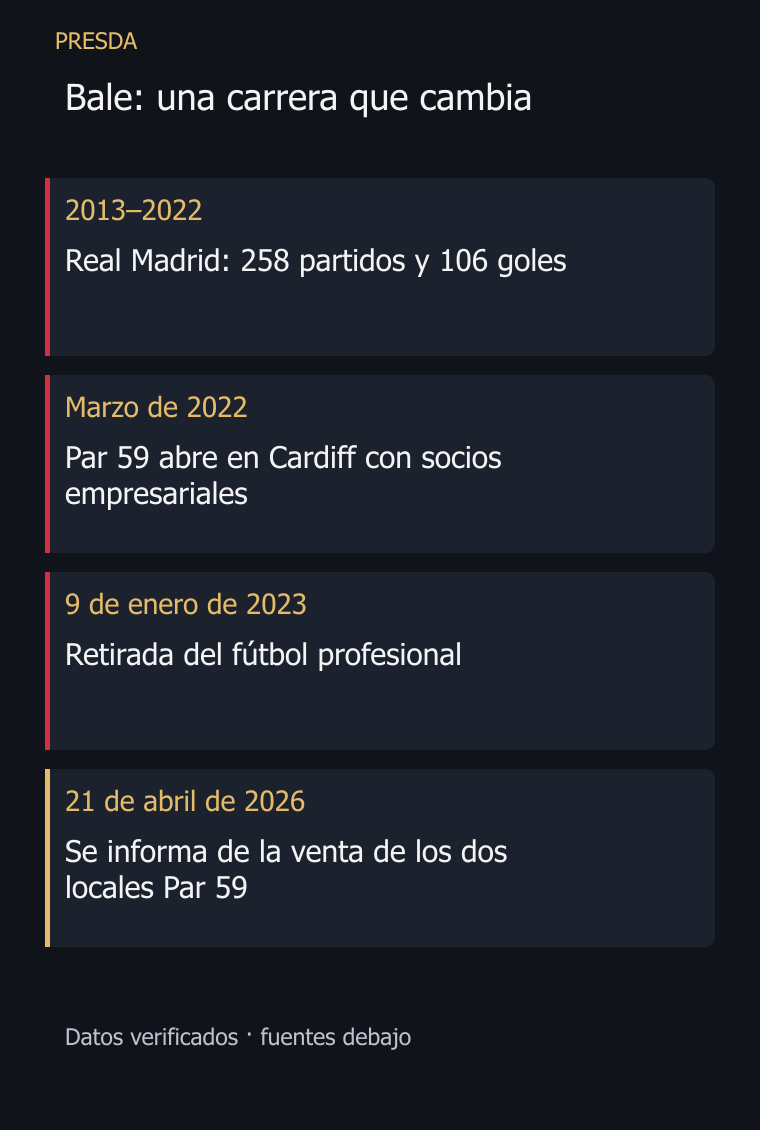 PRESDA
Bale: una carrera que cambia
2013–2022
Real Madrid: 258 partidos y 106 goles
Marzo de 2022
Par 59 abre en Cardiff con socios
empresariales
9 de enero de 2023
Retirada del fútbol profesional
21 de abril de 2026
Se informa de la venta de los dos
locales Par 59
Datos verificados · fuentes debajo